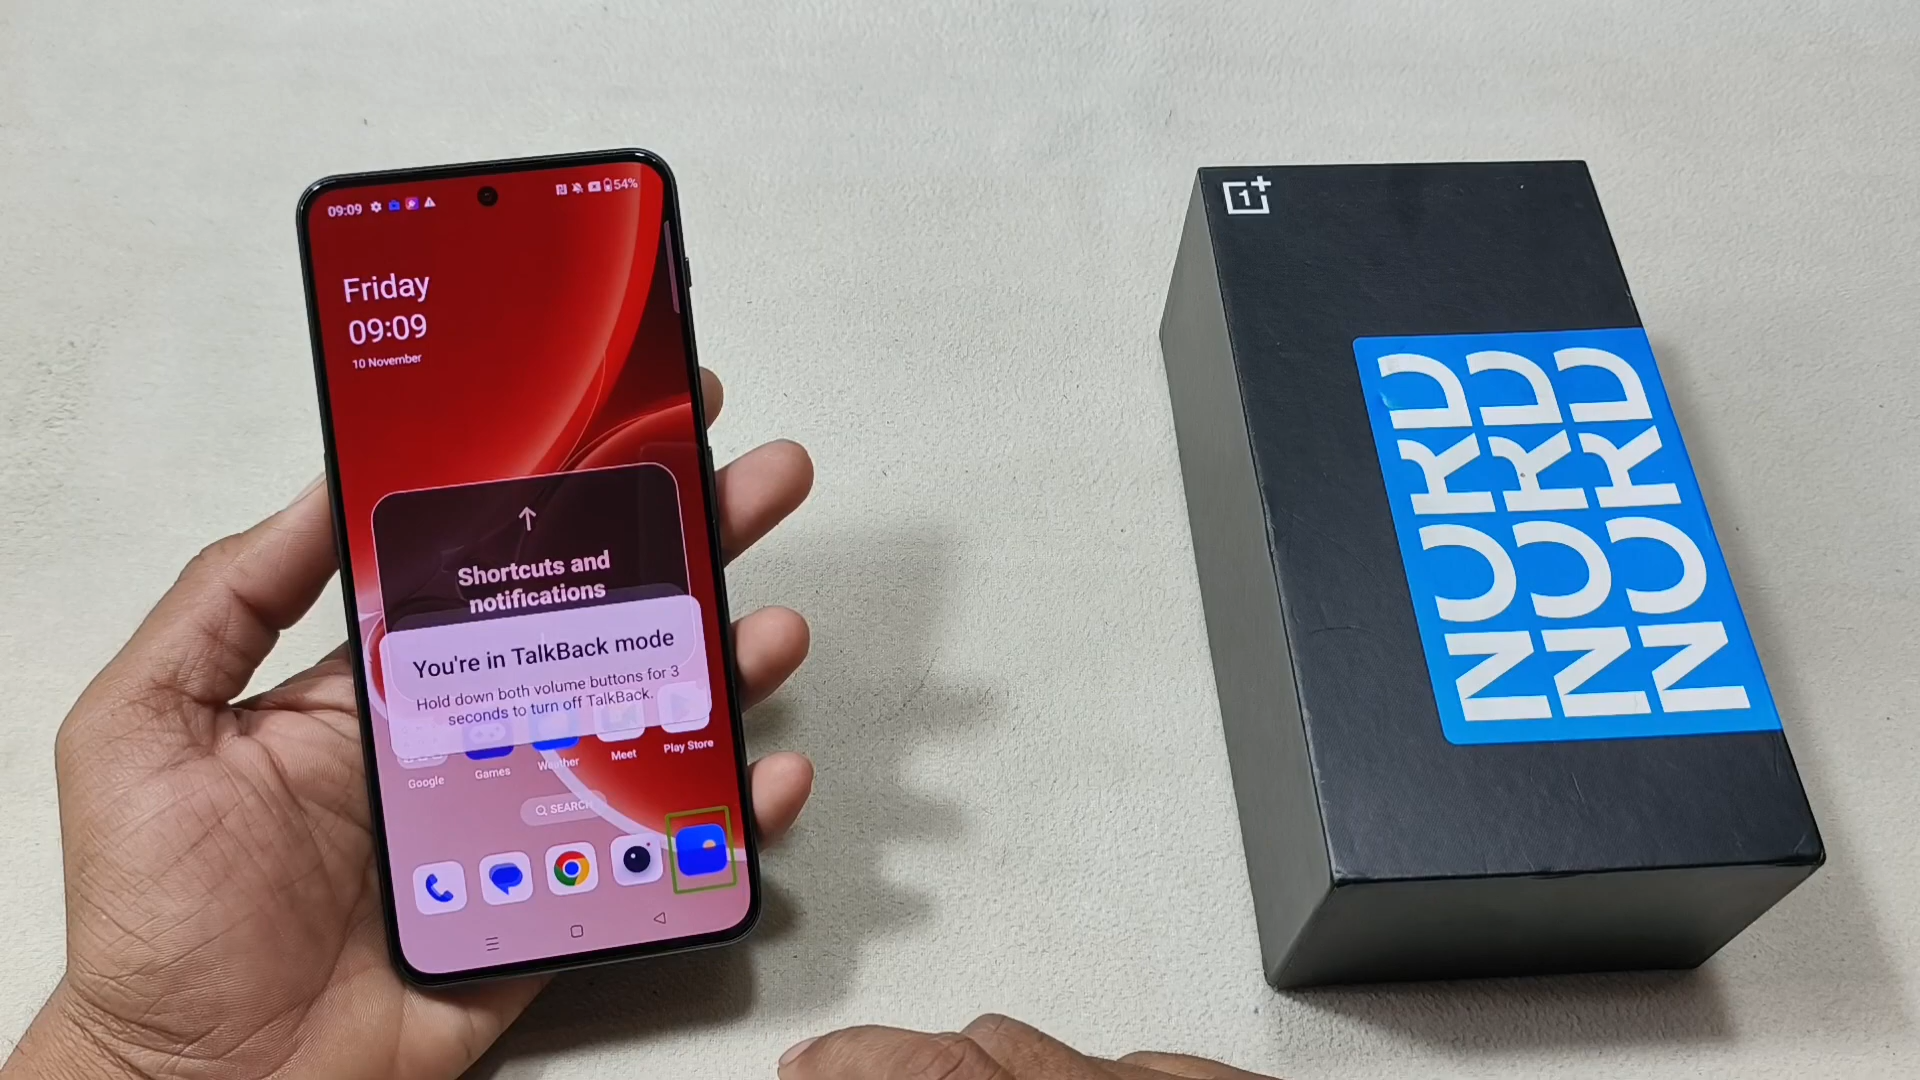 09:09
54%
Friday
09:09
10 November
Shortcuts and
notifications
You're in TalkBack mode
Hold down both volume buttons for 3
seconds to turn off TalkBack.
Google
Games
Weather
Meet
Play Store
SEARCH
1+
NORD
NORD
NORD